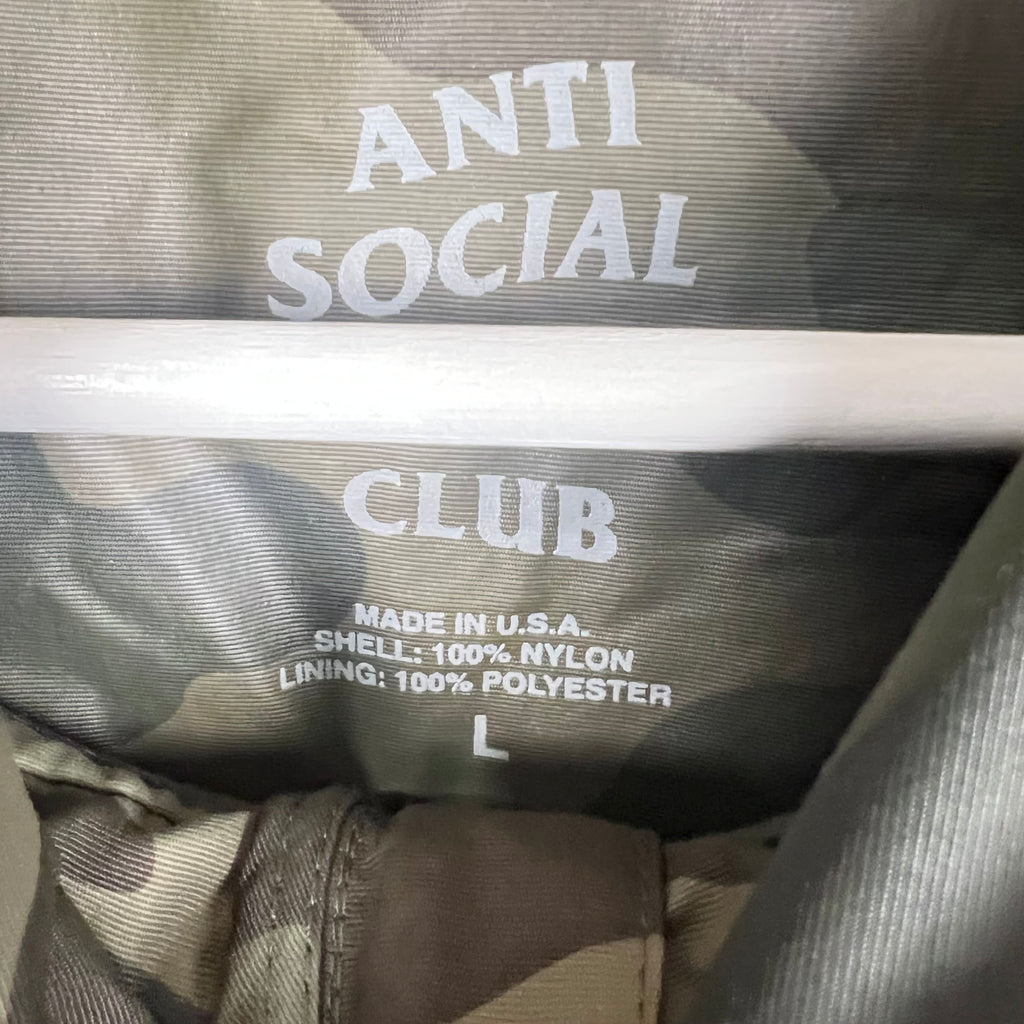 ANTI
SOCIAL
CLUB
MADE IN U.S.A.
SHELL: 100% NYLON
LINING: 100% POLYESTER
L